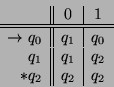 0 1
→ q₀ q₁ q₀
q₁ q₁ q₂
*q₂ q₂ q₂